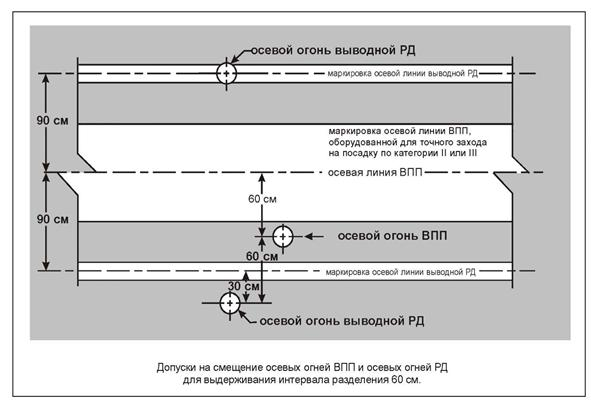 осевой огонь выводной РД
маркировка осевой линии выводной РД
90 см
маркировка осевой линии ВПП,
оборудованной для точного захода
на посадку по категории II или III
осевая линия ВПП
60 см
90 см
осевой огонь ВПП
60 см
маркировка осевой линии выводной РД
30 см
осевой огонь выводной РД
Допуски на смещение осевых огней ВПП и осевых огней РД
для выдерживания интервала разделения 60 см.